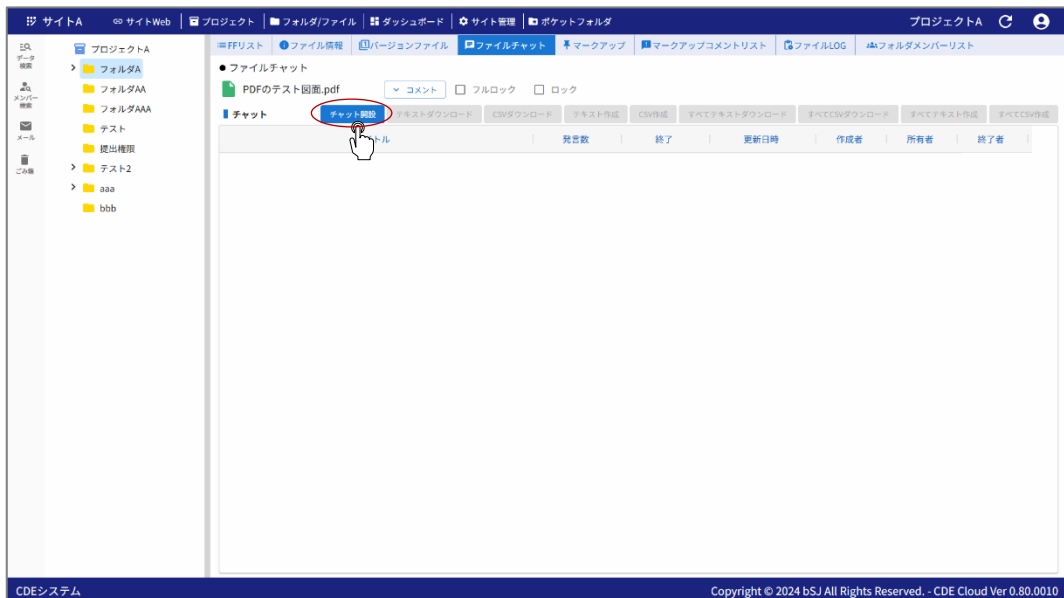 サイトA サイトWeb プロジェクト フォルダ/ファイル ダッシュボード サイト管理 ポケットフォルダ プロジェクトA
データ検索
メンバー検索
メール
ごみ箱
プロジェクトA
フォルダA
フォルダAA
フォルダAAA
テスト
提出権限
テスト2
aaa
bbb
FFリスト ファイル情報 バージョンファイル ファイルチャット マークアップ マークアップコメントリスト ファイルLOG フォルダメンバーリスト
● ファイルチャット
PDFのテスト図面.pdf コメント フルロック ロック
チャット チャット開設 テキストダウンロード CSVダウンロード テキスト作成 CSV作成 すべてテキストダウンロード すべてCSVダウンロード すべてテキスト作成 すべてCSV作成
トル 発言数 終了 更新日時 作成者 所有者 終了者
CDEシステム Copyright © 2024 bSJ All Rights Reserved. - CDE Cloud Ver 0.80.0010